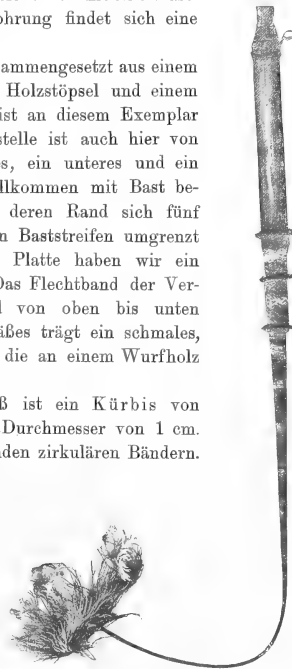 ohrung findet sich eine
ammengesetzt aus einem
Holzstöpsel und einem
ist an diesem Exemplar
stelle ist auch hier von
s, ein unteres und ein
llkommen mit Bast be-
deren Rand sich fünf
n Baststreifen umgrenzt
Platte haben wir ein
Das Flechtband der Ver-
von oben bis unten
äßes trägt ein schmales,
die an einem Wurfholz
ß ist ein Kürbis von
Durchmesser von 1 cm.
nden zirkulären Bändern.